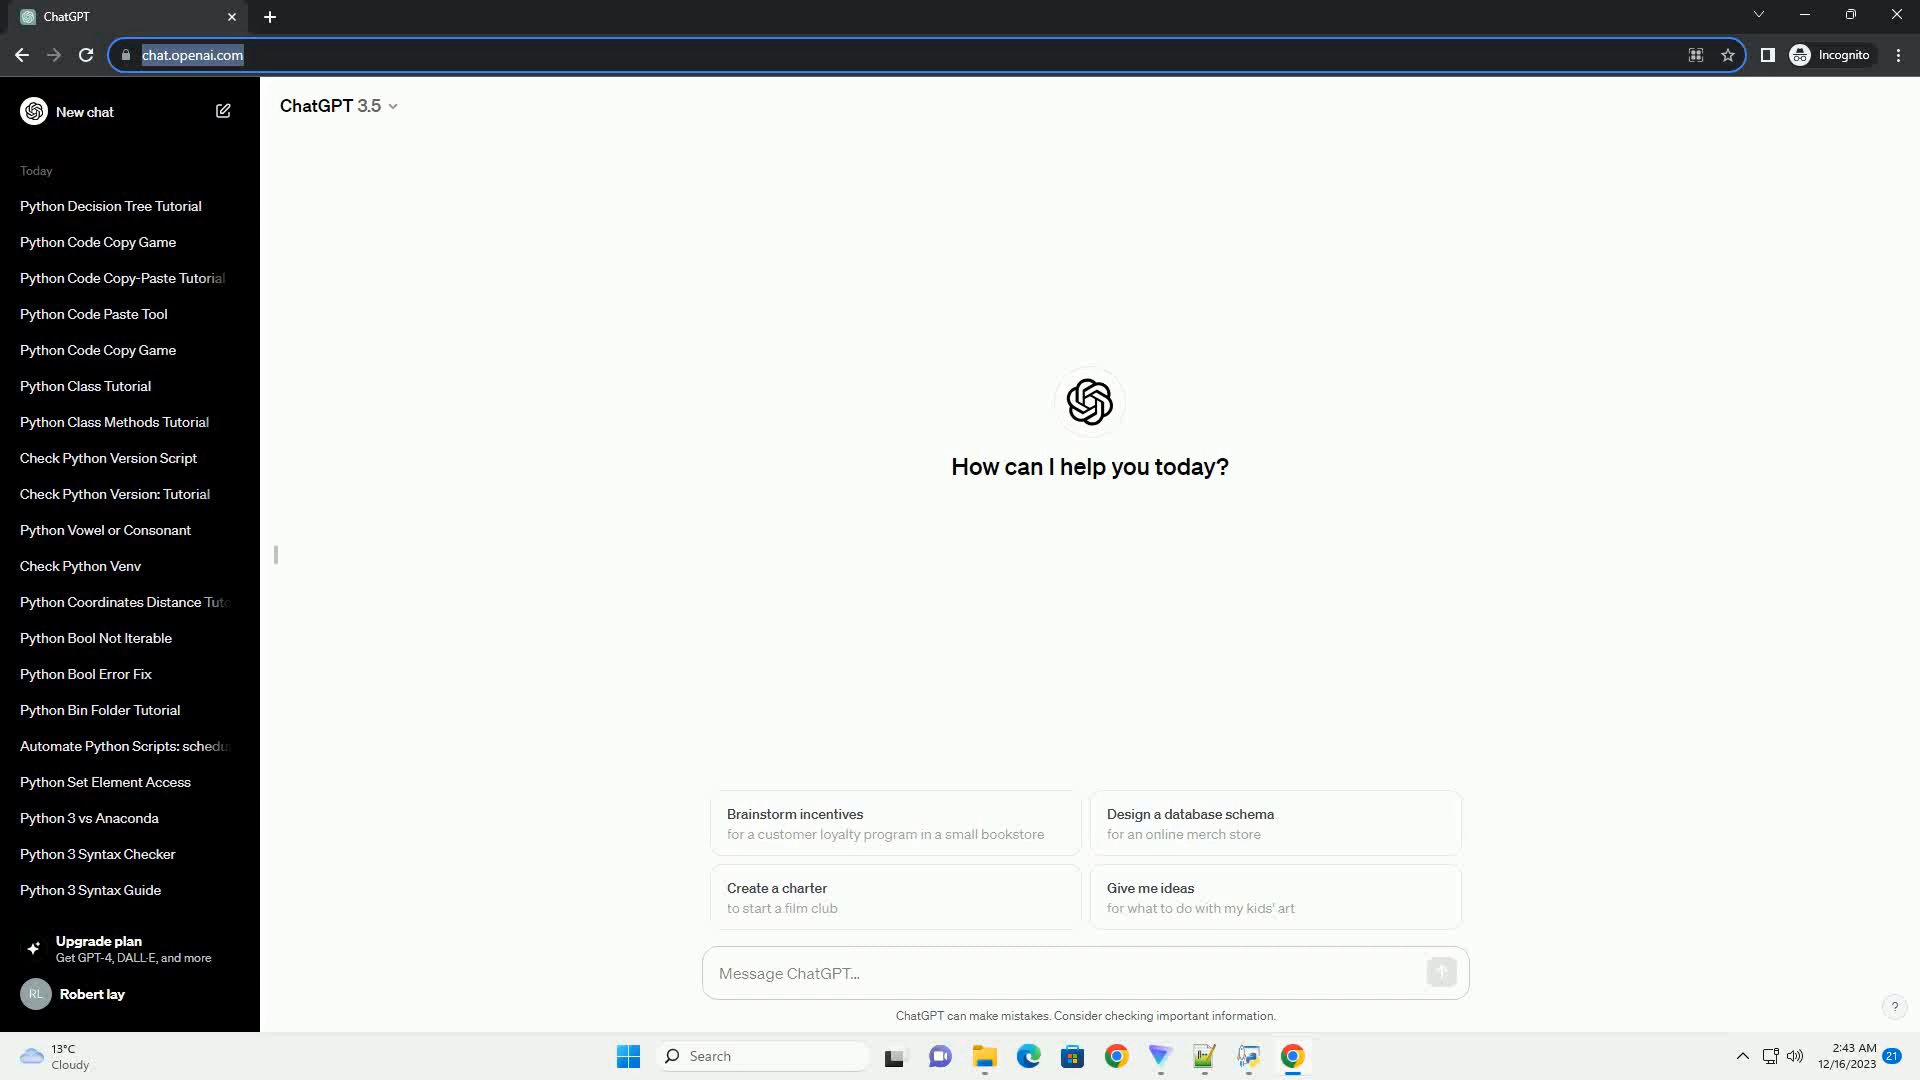 ChatGPT
chat.openai.com
Incognito
New chat
ChatGPT 3.5
Today
Python Decision Tree Tutorial
Python Code Copy Game
Python Code Copy-Paste Tutorial
Python Code Paste Tool
Python Code Copy Game
Python Class Tutorial
Python Class Methods Tutorial
Check Python Version Script
Check Python Version: Tutorial
Python Vowel or Consonant
Check Python Venv
Python Coordinates Distance Tuto
Python Bool Not Iterable
Python Bool Error Fix
Python Bin Folder Tutorial
Automate Python Scripts: schedu
Python Set Element Access
Python 3 vs Anaconda
Python 3 Syntax Checker
Python 3 Syntax Guide
Upgrade plan
Get GPT-4, DALL·E, and more
RL
Robert lay
How can I help you today?
Brainstorm incentives
for a customer loyalty program in a small bookstore
Design a database schema
for an online merch store
Create a charter
to start a film club
Give me ideas
for what to do with my kids' art
Message ChatGPT...
ChatGPT can make mistakes. Consider checking important information.
?
13°C
Cloudy
Search
2:43 AM
12/16/2023
21